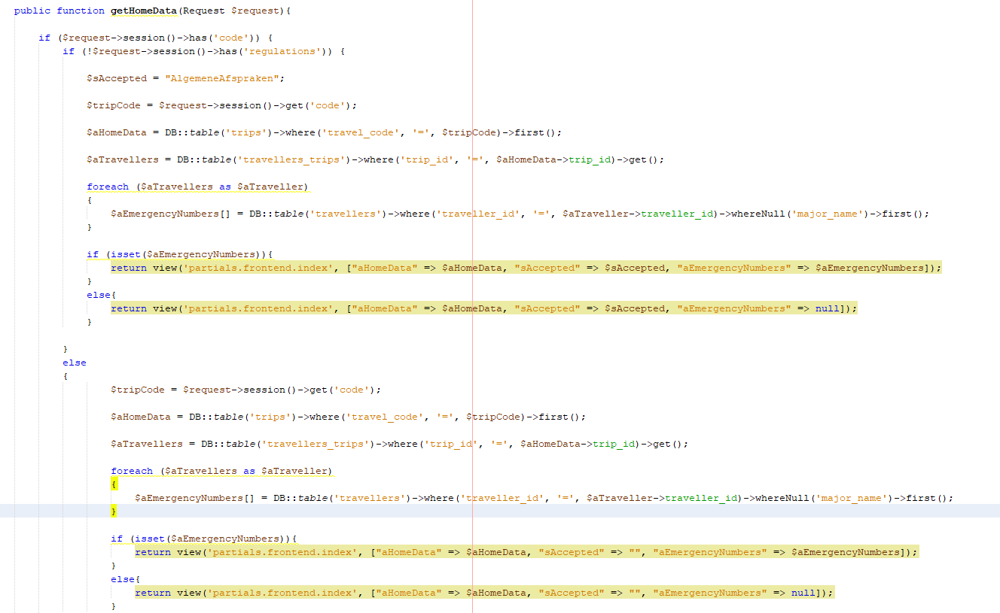 public function getHomeData(Request $request){
if ($request->session()->has('code')) {
if (!$request->session()->has('regulations')) {
$sAccepted = "AlgemeneAfspraken";
$tripCode = $request->session()->get('code');
$aHomeData = DB::table('trips')->where('travel_code', '=', $tripCode)->first();
$aTravellers = DB::table('travellers_trips')->where('trip_id', '=', $aHomeData->trip_id)->get();
foreach ($aTravellers as $aTraveller)
{
$aEmergencyNumbers[] = DB::table('travellers')->where('traveller_id', '=', $aTraveller->traveller_id)->whereNull('major_name')->first();
}
if (isset($aEmergencyNumbers)){
return view('partials.frontend.index', ["aHomeData" => $aHomeData, "sAccepted" => $sAccepted, "aEmergencyNumbers" => $aEmergencyNumbers]);
}
else{
return view('partials.frontend.index', ["aHomeData" => $aHomeData, "sAccepted" => $sAccepted, "aEmergencyNumbers" => null]);
}
}
else
{
$tripCode = $request->session()->get('code');
$aHomeData = DB::table('trips')->where('travel_code', '=', $tripCode)->first();
$aTravellers = DB::table('travellers_trips')->where('trip_id', '=', $aHomeData->trip_id)->get();
foreach ($aTravellers as $aTraveller)
{
$aEmergencyNumbers[] = DB::table('travellers')->where('traveller_id', '=', $aTraveller->traveller_id)->whereNull('major_name')->first();
}
if (isset($aEmergencyNumbers)){
return view('partials.frontend.index', ["aHomeData" => $aHomeData, "sAccepted" => "", "aEmergencyNumbers" => $aEmergencyNumbers]);
}
else{
return view('partials.frontend.index', ["aHomeData" => $aHomeData, "sAccepted" => "", "aEmergencyNumbers" => null]);
}